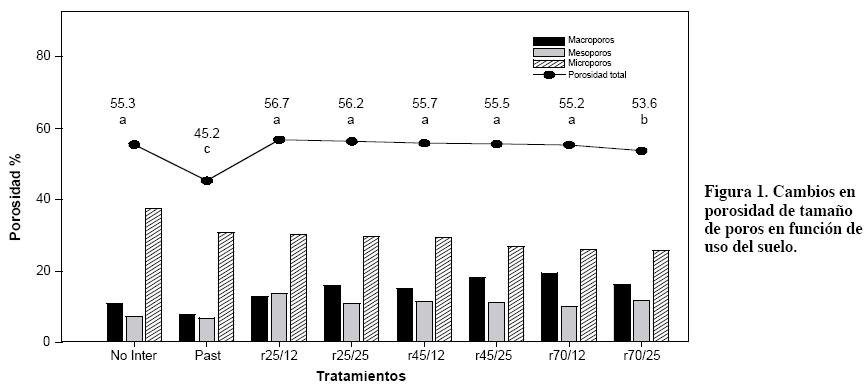 80
60
40
20
0
Porosidad %
Macroporos
Mesoporos
Microporos
Porosidad total
55.3
a
45.2
c
56.7
a
56.2
a
55.7
a
55.5
a
55.2
a
53.6
b
No Inter
Past
r25/12
r25/25
r45/12
r45/25
r70/12
r70/25
Tratamientos
Figura 1. Cambios en
porosidad de tamaño
de poros en función de
uso del suelo.